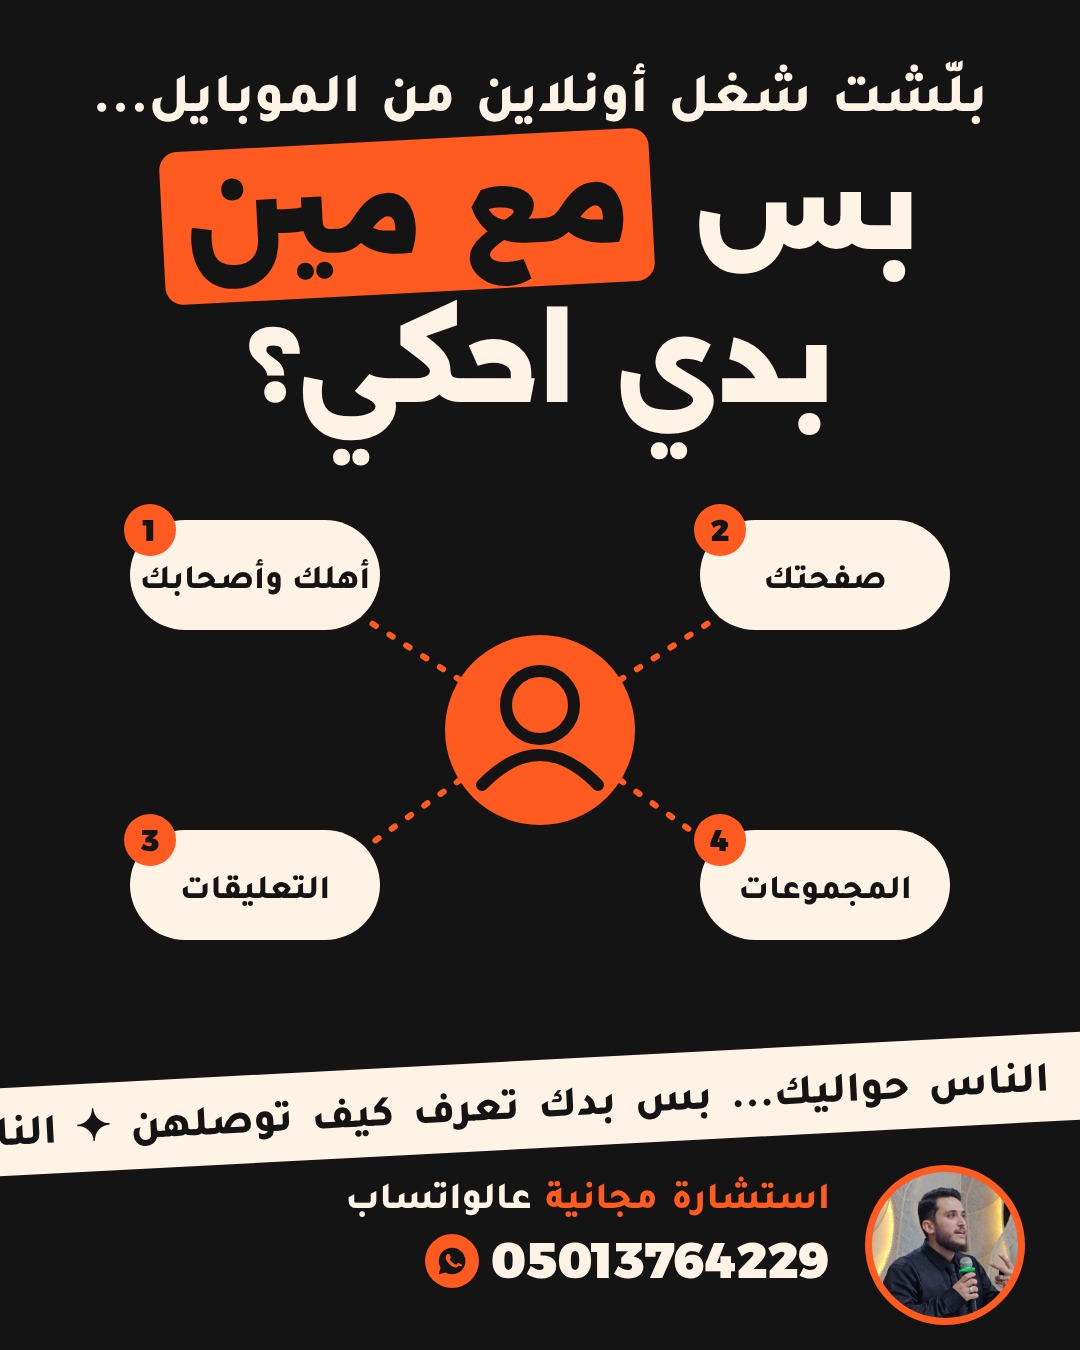 بلّشت شغل أونلاين من الموبايل...
بس مع مين
بدي احكي؟
1
أهلك وأصحابك
2
صفحتك
3
التعليقات
4
المجموعات
الناس حواليك... بس بدك تعرف كيف توصلهن ✦ النا
استشارة مجانية عالواتساب
05013764229